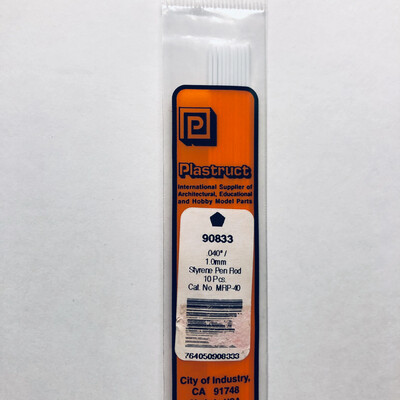 P
Plastruct
International Supplier of
Architectural, Educational
and Hobby Model Parts
90833
.040" /
1.0mm
Styrene Pen Rod
10 Pcs.
Cat. No. MRP-40
764050908333
City of Industry,
CA 91748